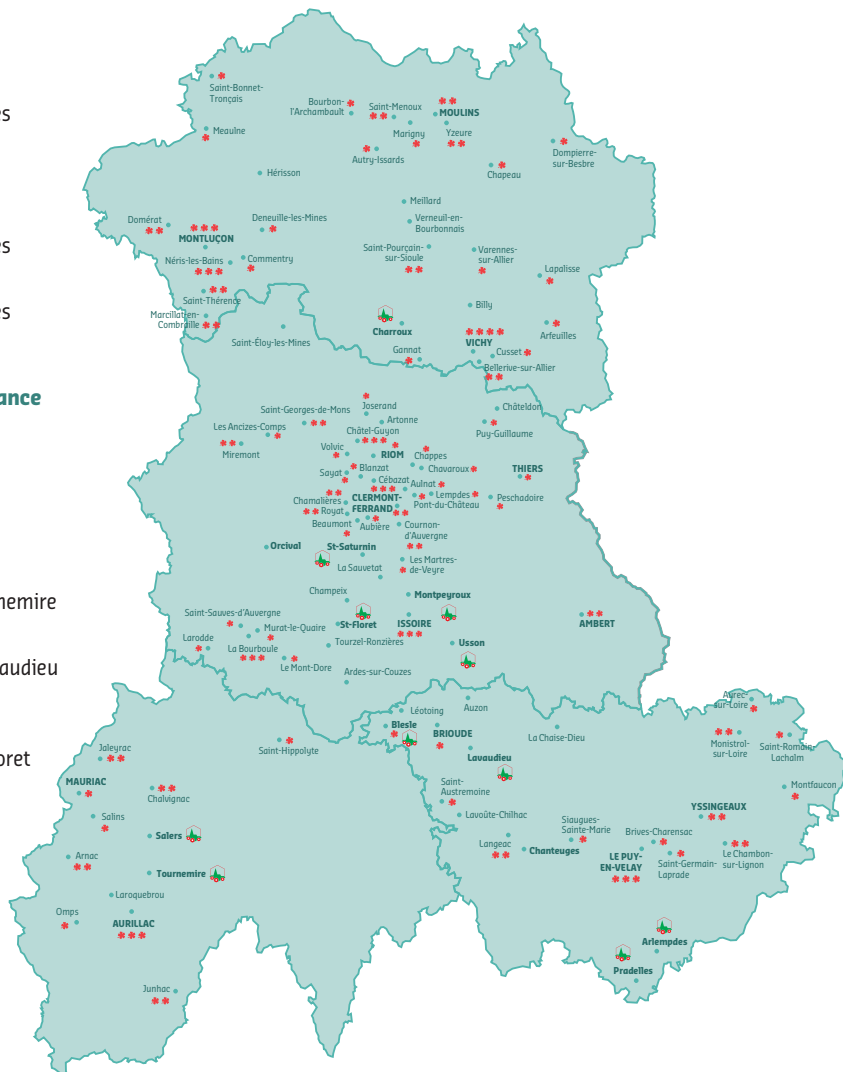 es
es
es
ance
nemire
audieu
oret
Saint-Bonnet-
Tronçais
Meaulne
Bourbon-
l'Archambault
Saint-Menoux
MOULINS
Marigny
Yzeure
Autry-Issards
Chapeau
Dompierre-
sur-Besbre
Hérisson
Meillard
Verneuil-en-
Bourbonnais
Domérat
MONTLUÇON
Deneuille-les-Mines
Néris-les-Bains
Commentry
Saint-Pourçain-
sur-Sioule
Varennes-
sur-Allier
Lapalisse
Saint-Thérence
Marcillat-en-
Combraille
Saint-Éloy-les-Mines
Charroux
Billy
Arfeuilles
VICHY
Gannat
Cusset
Bellerive-sur-Allier
Joserand
Saint-Georges-de-Mons
Artonne
Châteldon
Puy-Guillaume
Les Ancizes-Comps
Miremont
Châtel-Guyon
Volvic
RIOM
Chappes
Sayat
Blanzat
Chavaroux
THIERS
Cébazat
Aulnat
Chamalières
CLERMONT-
FERRAND
Lempdes
Pont-du-Château
Peschadoire
Royat
Beaumont
Aubière
Cournon-
d'Auvergne
Orcival
St-Saturnin
La Sauvetat
Les Martres-
de-Veyre
Champeix
Montpeyroux
Saint-Sauves-d'Auvergne
Murat-le-Quaire
St-Floret
ISSOIRE
AMBERT
Larodde
La Bourboule
Tourzel-Ronzières
Usson
Le Mont-Dore
Ardes-sur-Couzes
Léotoing
Auzon
Aurec-
sur-Loire
Blesle
BRIOUDE
La Chaise-Dieu
Saint-Hippolyte
Lavaudieu
Monistrol-
sur-Loire
Saint-Romain-
Lachalm
Jaleyrac
MAURIAC
Chalvignac
Saint-
Austremoine
Montfaucon
Salins
Lavoûte-Chilhac
YSSINGEAUX
Salers
Siaugues-
Sainte-Marie
Brives-Charensac
Langeac
Chanteuges
LE PUY-
EN-VELAY
Saint-Germain-
Laprade
Le Chambon-
sur-Lignon
Arnac
Tournemire
Laroquebrou
Omps
AURILLAC
Arlempdes
Pradelles
Junhac